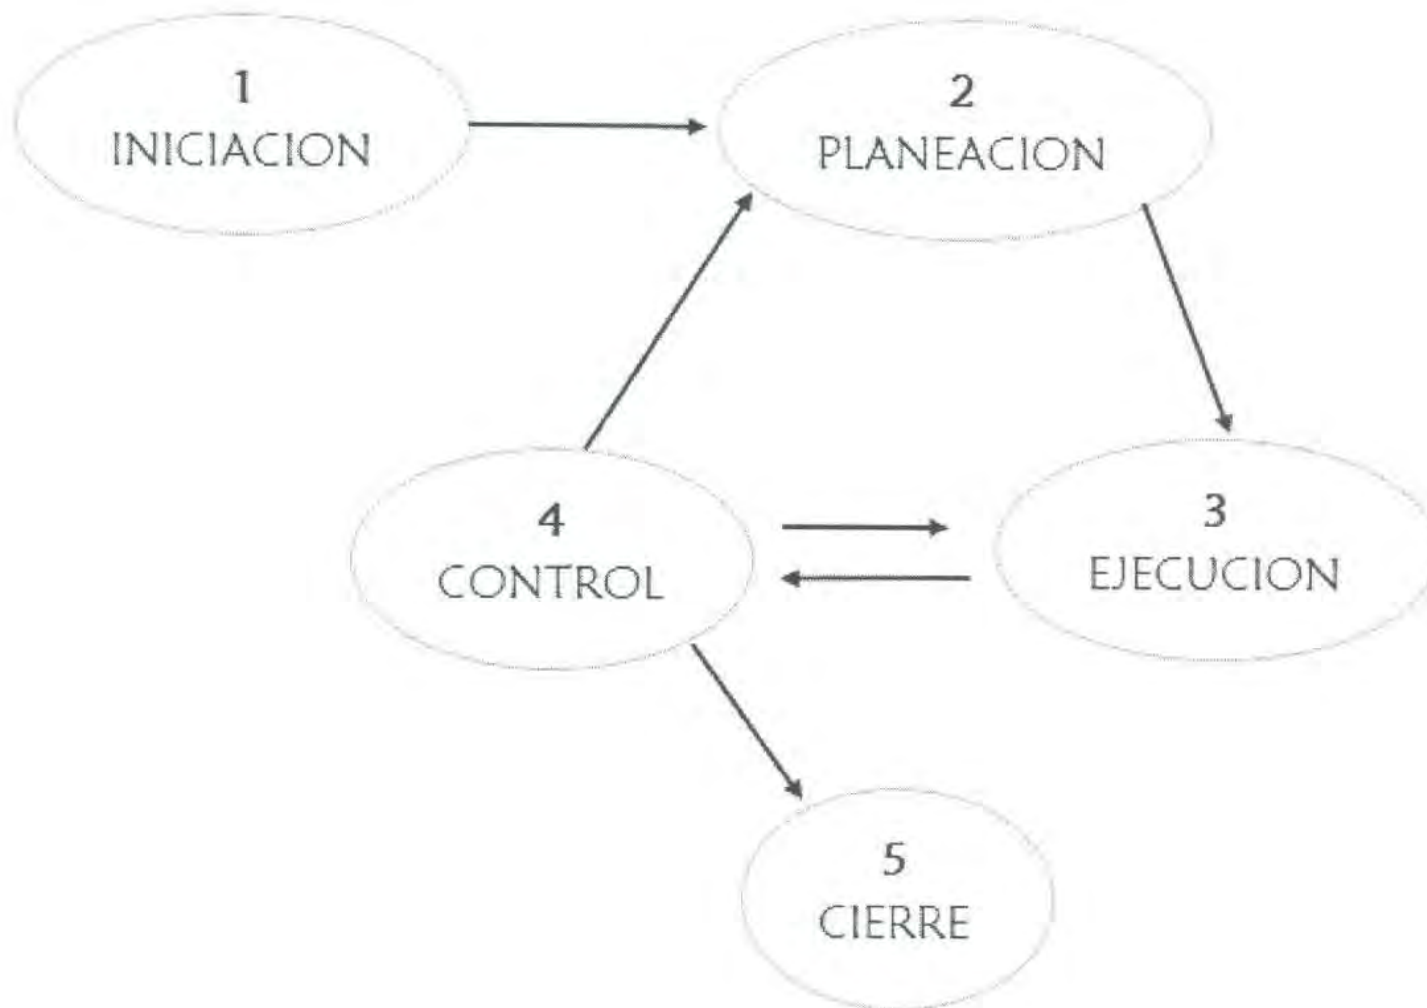 1
INICIACION
2
PLANEACION
4
CONTROL
3
EJECUCION
5
CIERRE